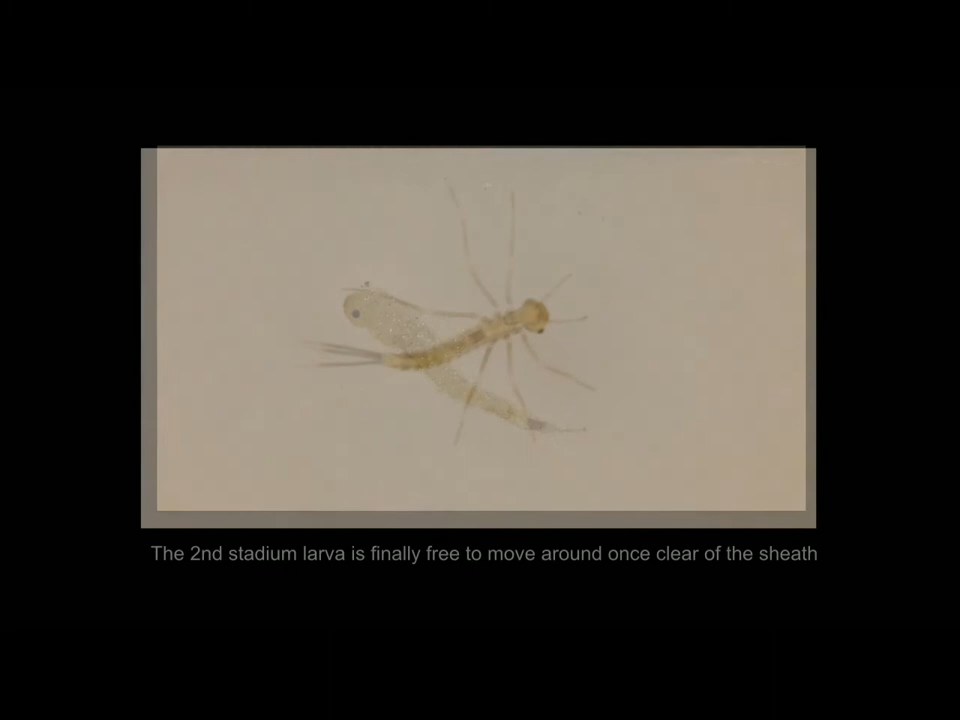 The 2nd stadium larva is finally free to move around once clear of the sheath